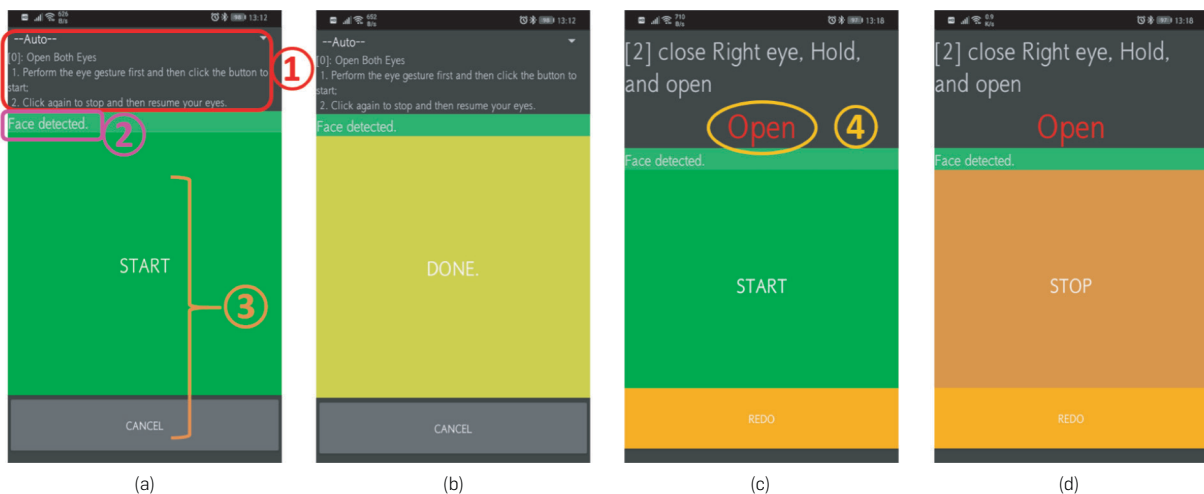 625
B/s
13:12
--Auto--
[0]: Open Both Eyes
1. Perform the eye gesture first and then click the button to
start;
2. Click again to stop and then resume your eyes.
①
Face detected.
②
START
③
CANCEL
(a)
652
B/s
13:12
--Auto--
[0]: Open Both Eyes
1. Perform the eye gesture first and then click the button to
start;
2. Click again to stop and then resume your eyes.
Face detected.
DONE.
CANCEL
(b)
710
B/s
13:18
[2] close Right eye, Hold,
and open
Open
④
Face detected.
START
REDO
(c)
0.9
K/s
13:18
[2] close Right eye, Hold,
and open
Open
Face detected.
STOP
REDO
(d)